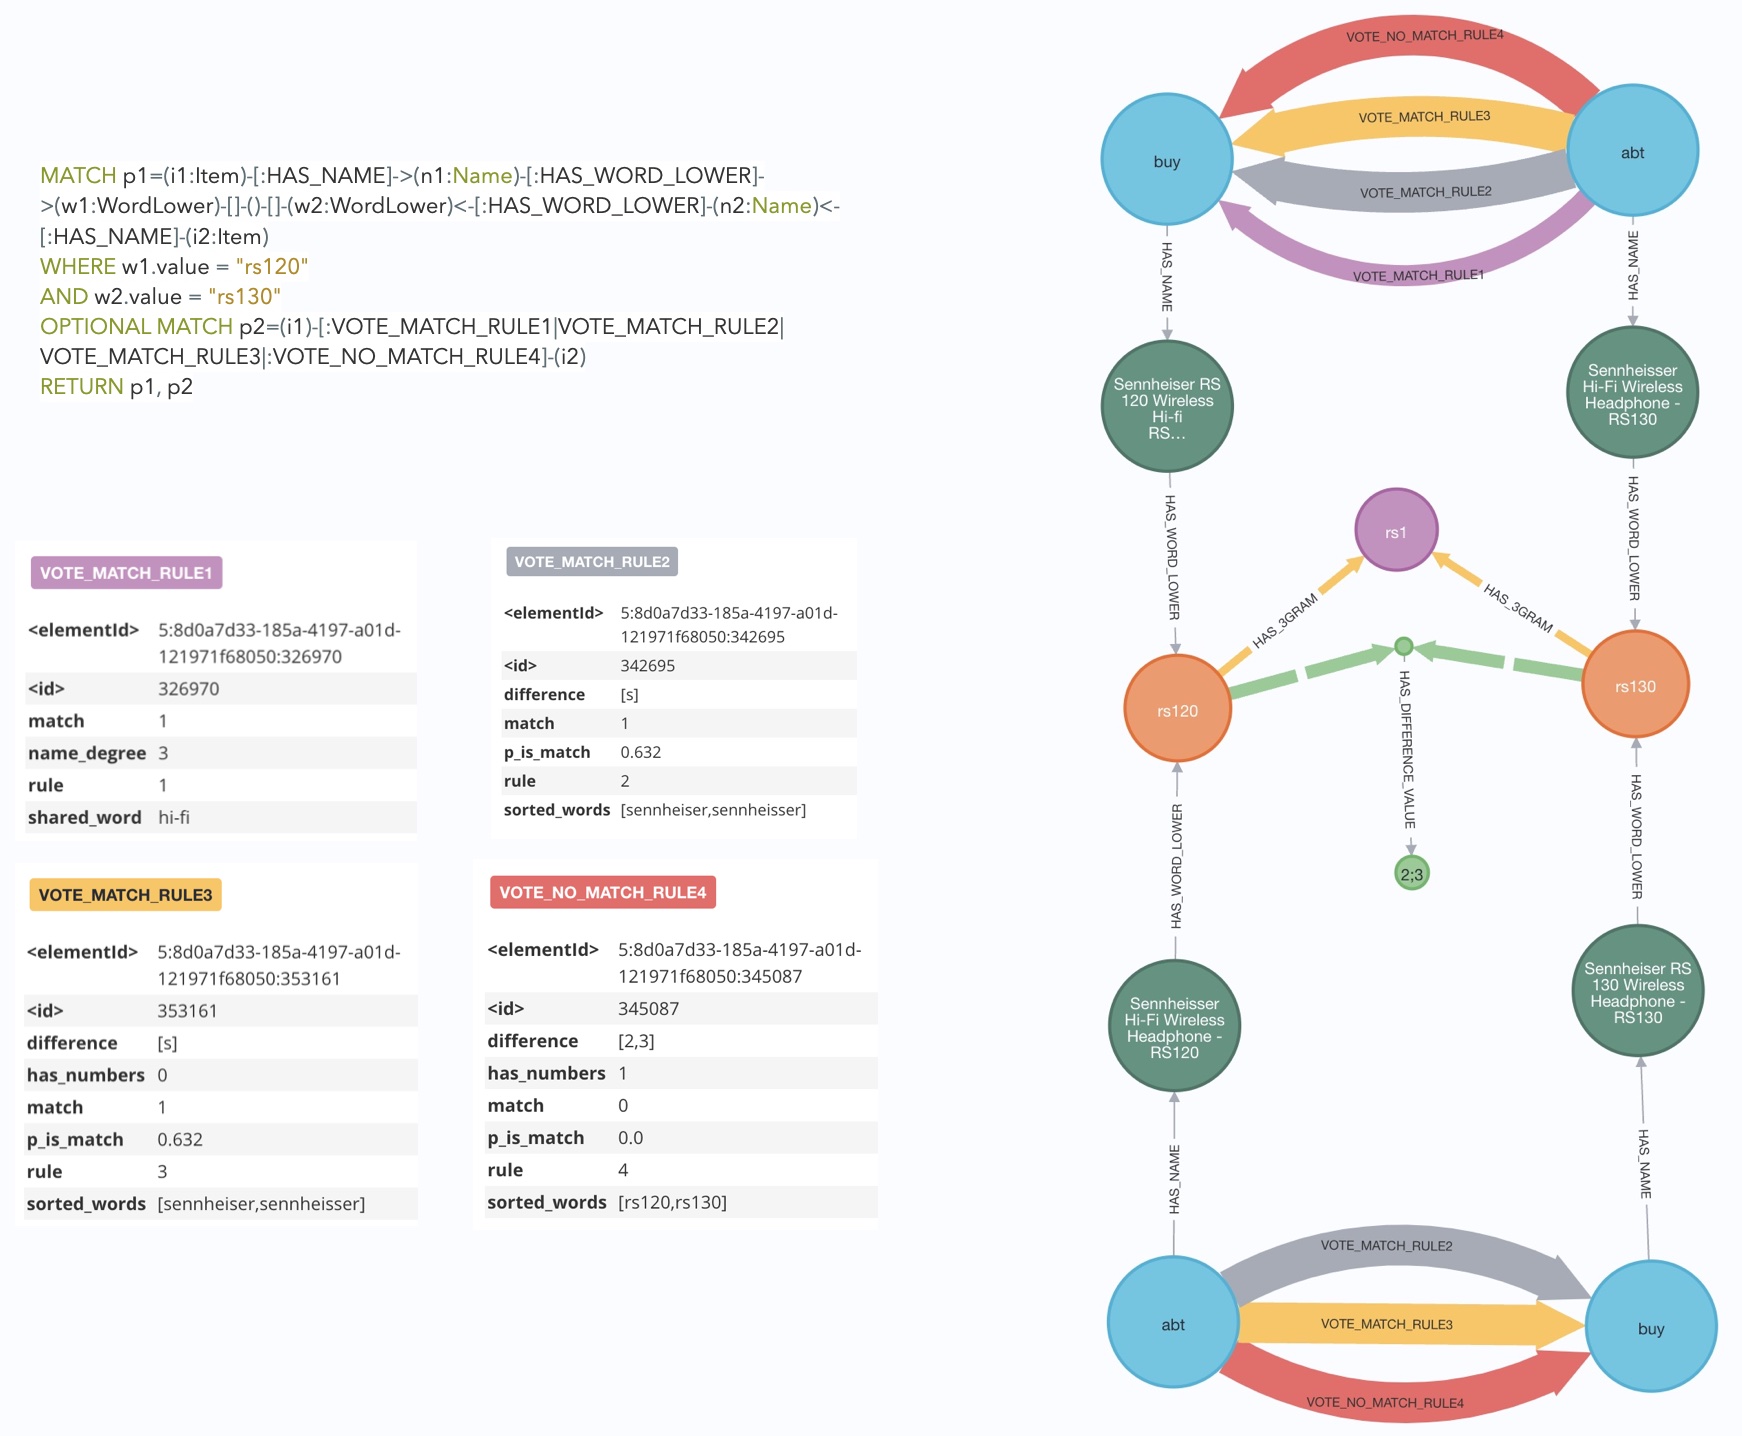 MATCH p1=(i1:Item)-[:HAS_NAME]->(n1:Name)-[:HAS_WORD_LOWER]-
>(w1:WordLower)-[]-()-[]-(w2:WordLower)<-[:HAS_WORD_LOWER]-(n2:Name)<-
[:HAS_NAME]-(i2:Item)
WHERE w1.value = "rs120"
AND w2.value = "rs130"
OPTIONAL MATCH p2=(i1)-[:VOTE_MATCH_RULE1|VOTE_MATCH_RULE2|
VOTE_MATCH_RULE3|:VOTE_NO_MATCH_RULE4]-(i2)
RETURN p1, p2
VOTE_MATCH_RULE1
<elementId> 5:8d0a7d33-185a-4197-a01d-
121971f68050:326970
<id> 326970
match 1
name_degree 3
rule 1
shared_word hi-fi
VOTE_MATCH_RULE2
<elementId> 5:8d0a7d33-185a-4197-a01d-
121971f68050:342695
<id> 342695
difference [s]
match 1
p_is_match 0.632
rule 2
sorted_words [sennheiser,sennheisser]
VOTE_MATCH_RULE3
<elementId> 5:8d0a7d33-185a-4197-a01d-
121971f68050:353161
<id> 353161
difference [s]
has_numbers 0
match 1
p_is_match 0.632
rule 3
sorted_words [sennheiser,sennheisser]
VOTE_NO_MATCH_RULE4
<elementId> 5:8d0a7d33-185a-4197-a01d-
121971f68050:345087
<id> 345087
difference [2,3]
has_numbers 1
match 0
p_is_match 0.0
rule 4
sorted_words [rs120,rs130]
VOTE_NO_MATCH_RULE4
VOTE_MATCH_RULE3
VOTE_MATCH_RULE2
VOTE_MATCH_RULE1
buy
abt
HAS_NAME
HAS_NAME
Sennheiser RS
120 Wireless
Hi-fi
RS...
Sennheisser
Hi-Fi Wireless
Headphone -
RS130
HAS_WORD_LOWER
HAS_WORD_LOWER
rs1
HAS_3GRAM
HAS_3GRAM
rs120
rs130
HAS_DIFFERENCE_VALUE
2;3
HAS_WORD_LOWER
HAS_WORD_LOWER
Sennheisser
Hi-Fi Wireless
Headphone -
RS120
Sennheiser RS
130 Wireless
Headphone -
RS130
HAS_NAME
HAS_NAME
abt
buy
VOTE_MATCH_RULE2
VOTE_MATCH_RULE3
VOTE_NO_MATCH_RULE4